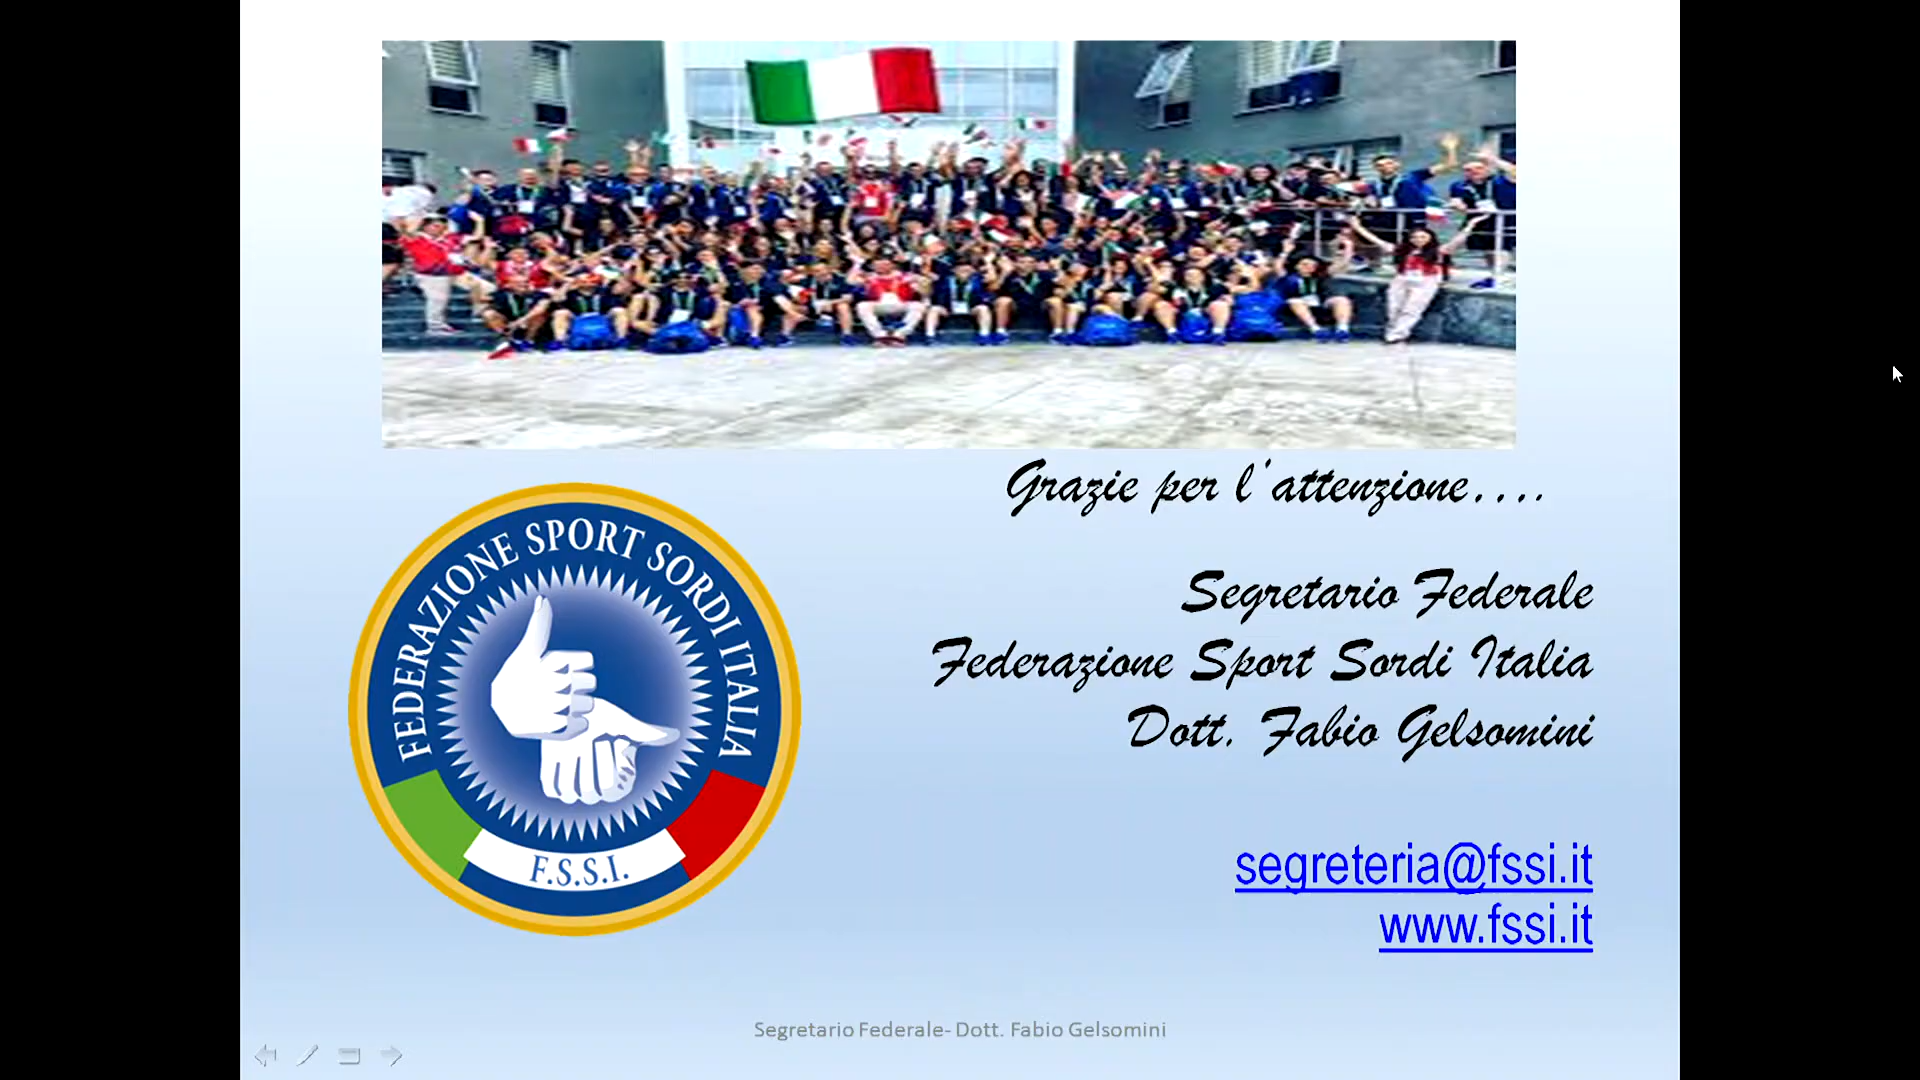 Grazie per l'attenzione....
FEDERAZIONE SPORT SORDI ITALIA
F.S.S.I.
Segretario Federale
Federazione Sport Sordi Italia
Dott. Fabio Gelsomini
segreteria@fssi.it
www.fssi.it
Segretario Federale- Dott. Fabio Gelsomini